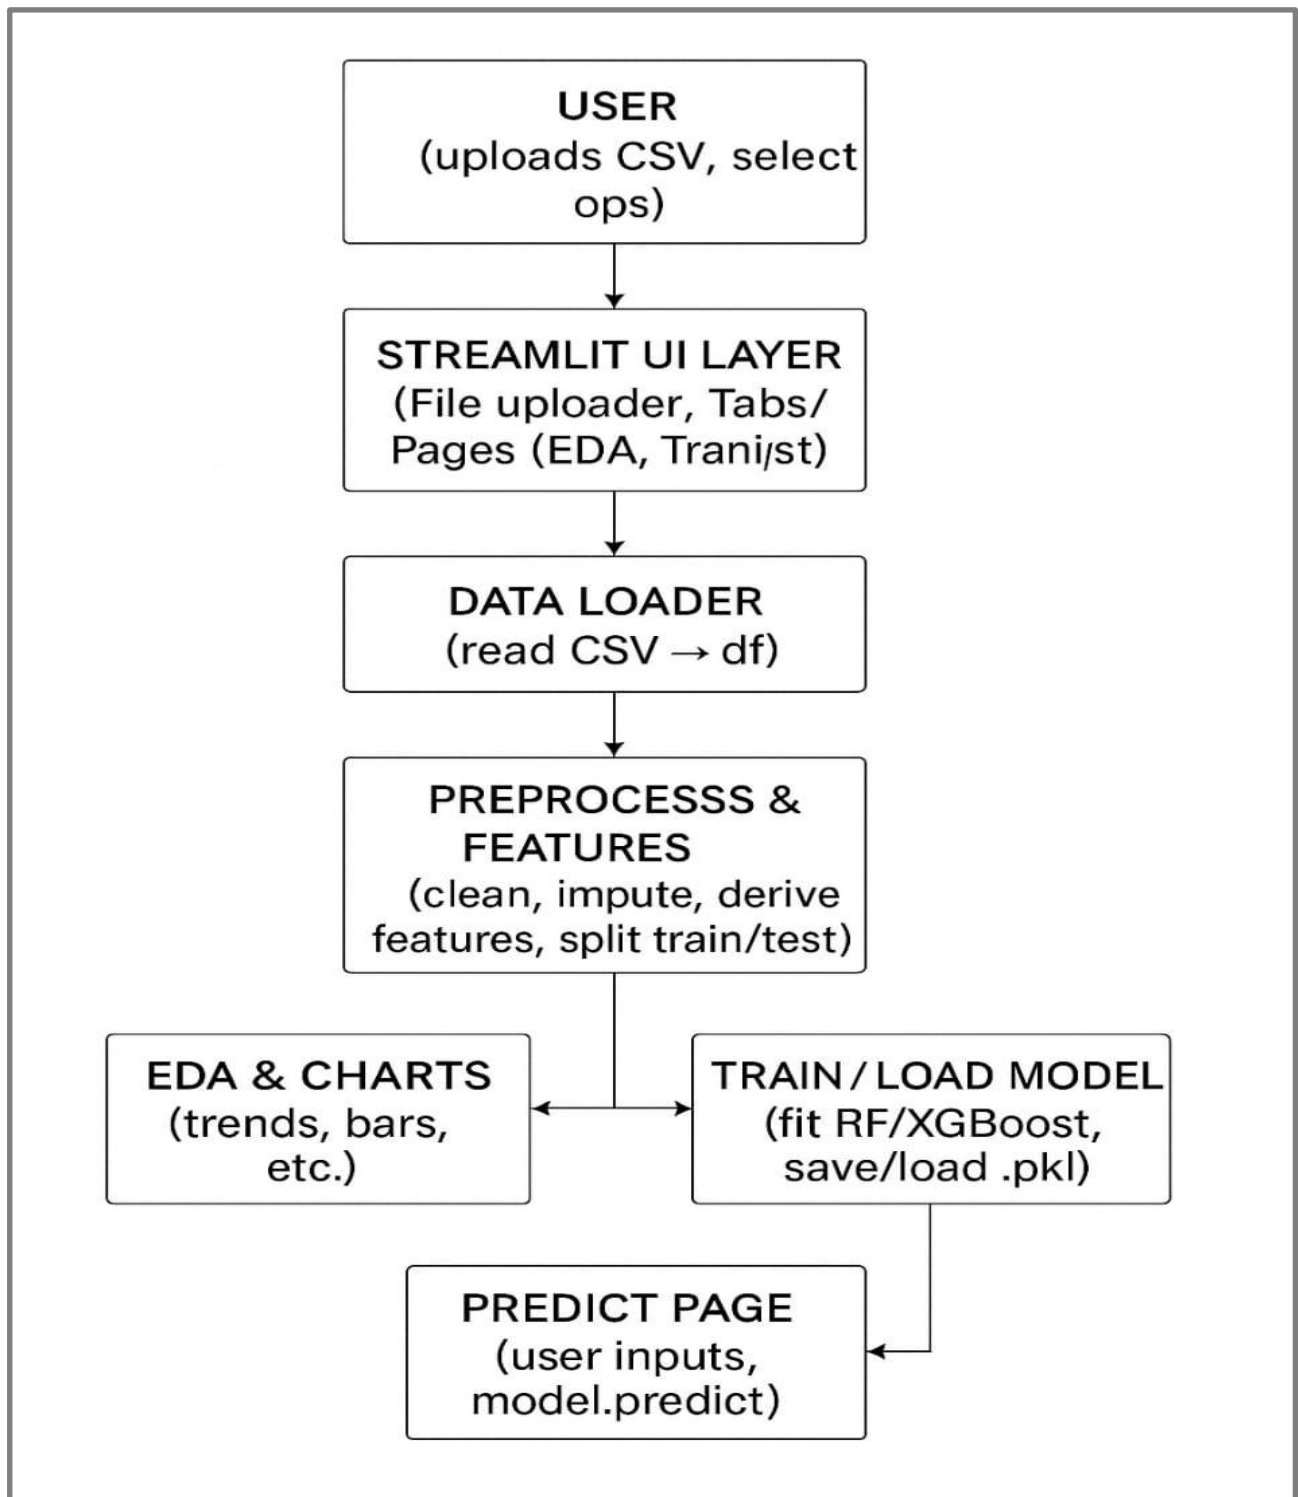 USER
(uploads CSV, select
ops)
STREAMLIT UI LAYER
(File uploader, Tabs/
Pages (EDA, Trani/st)
DATA LOADER
(read CSV → df)
PREPROCESSS &
FEATURES
(clean, impute, derive
features, split train/test)
EDA & CHARTS
(trends, bars,
etc.)
TRAIN / LOAD MODEL
(fit RF/XGBoost,
save/load .pkl)
PREDICT PAGE
(user inputs,
model.predict)